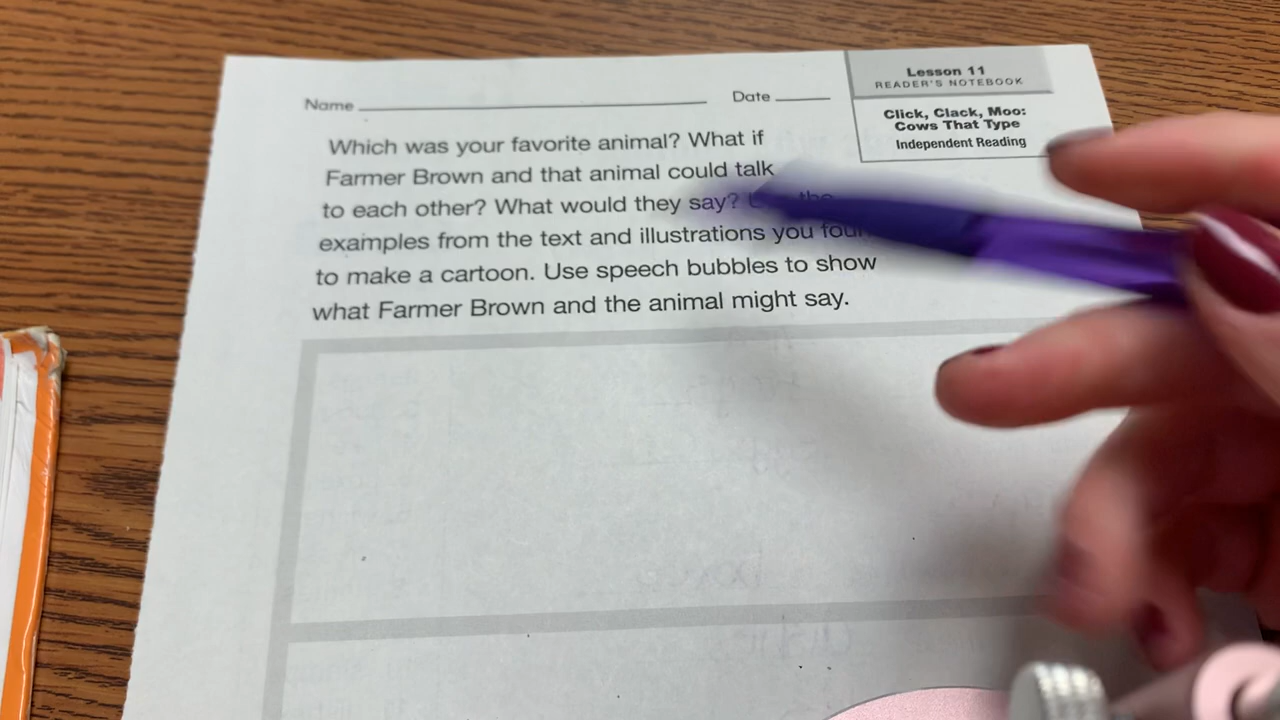 Name Date
Lesson 11
READER'S NOTEBOOK
Click, Clack, Moo:
Cows That Type
Independent Reading
Which was your favorite animal? What if
Farmer Brown and that animal could talk
to each other? What would they say? the
examples from the text and illustrations you
to make a cartoon. Use speech bubbles to show
what Farmer Brown and the animal might say.